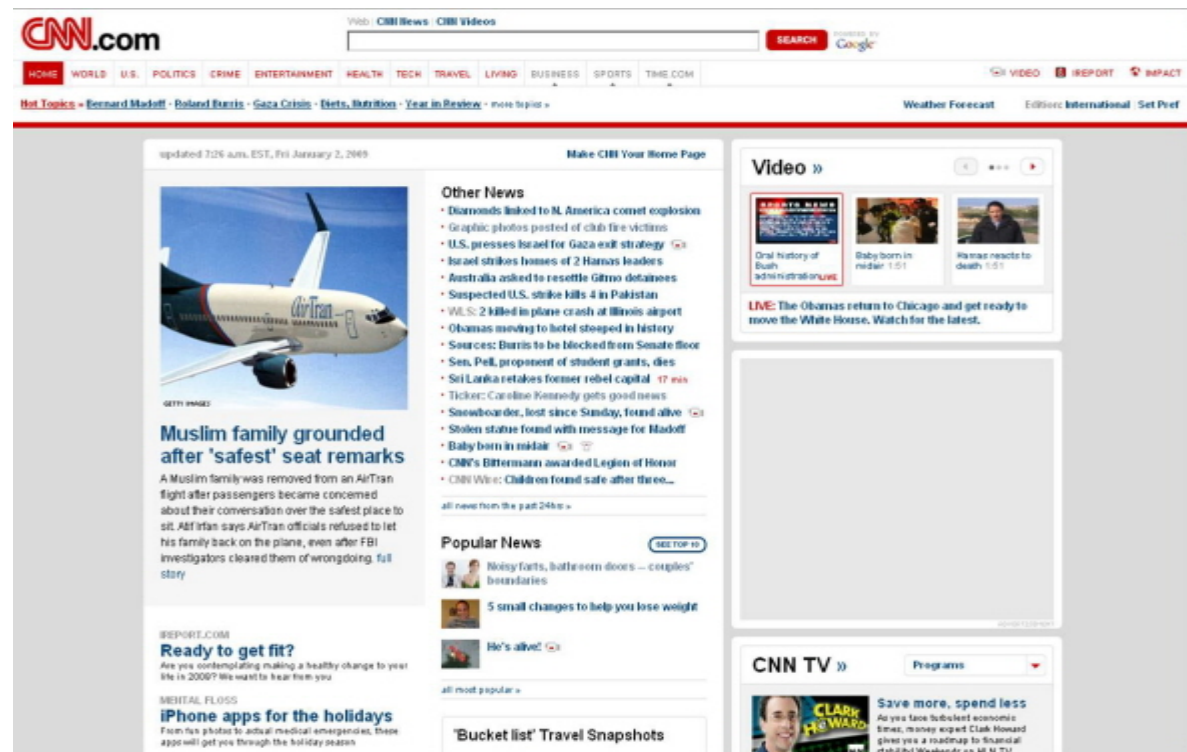 CNN.com
Web CNN News CNN Videos
SEARCH
POWERED BY
Google
HOME WORLD U.S. POLITICS CRIME ENTERTAINMENT HEALTH TECH TRAVEL LIVING BUSINESS SPORTS TIME.COM
VIDEO IREPORT IMPACT
Hot Topics » Bernard Madoff · Roland Burris · Gaza Crisis · Diets, Nutrition · Year in Review · more topics »
Weather Forecast Edition: International Set Pref
updated 7:26 a.m. EST, Fri January 2, 2009
Make CNN Your Home Page
AirTran
GETTY IMAGES
Muslim family grounded
after 'safest' seat remarks
A Muslim family was removed from an AirTran
flight after passengers became concerned
about their conversation over the safest place to
sit. Atif Irfan says AirTran officials refused to let
his family back on the plane, even after FBI
investigators cleared them of wrongdoing. full
story
IREPORT.COM
Ready to get fit?
Are you contemplating making a healthy change to your
life in 2009? We want to hear from you
MENTAL FLOSS
iPhone apps for the holidays
From fun photos to actual medical emergencies, these
apps will get you through the holiday season
Other News
• Diamonds linked to N. America comet explosion
• Graphic photos posted of club fire victims
• U.S. presses Israel for Gaza exit strategy
• Israel strikes homes of 2 Hamas leaders
• Australia asked to resettle Gitmo detainees
• Suspected U.S. strike kills 4 in Pakistan
• WLS: 2 killed in plane crash at Illinois airport
• Obamas moving to hotel steeped in history
• Sources: Burris to be blocked from Senate floor
• Sen. Pell, proponent of student grants, dies
• Sri Lanka retakes former rebel capital 17 min
• Ticker: Caroline Kennedy gets good news
• Snowboarder, lost since Sunday, found alive
• Stolen statue found with message for Madoff
• Baby born in midair
• CNN's Bittermann awarded Legion of Honor
• CNN Wire: Children found safe after three...
all news from the past 24hrs »
Popular News
SEE TOP 10
Noisy farts, bathroom doors -- couples'
boundaries
5 small changes to help you lose weight
He's alive!
all most popular »
'Bucket list' Travel Snapshots
Video »
SPORTS NEWS
Oral history of
Bush
administration LIVE
Baby born in
midair 1:51
Hamas reacts to
death 1:51
LIVE: The Obamas return to Chicago and get ready to
move the White House. Watch for the latest.
ADVERTISEMENT
CNN TV »
Programs
CLARK
HOWARD
Save more, spend less
As you face turbulent economic
times, money expert Clark Howard
gives you a roadmap to financial
stability! Weekends on HLN TV